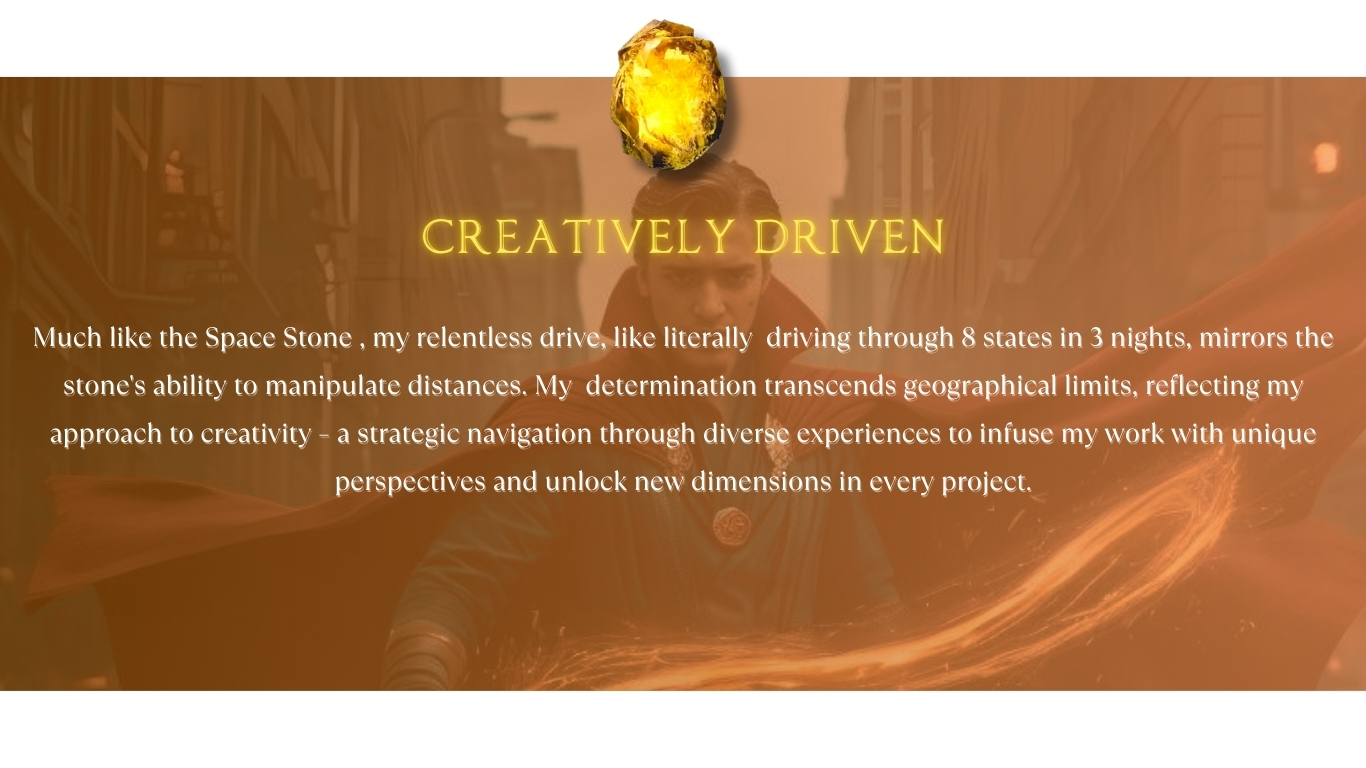 CREATIVELY DRIVEN
Much like the Space Stone , my relentless drive, like literally  driving through 8 states in 3 nights, mirrors the
stone's ability to manipulate distances. My  determination transcends geographical limits, reflecting my
approach to creativity - a strategic navigation through diverse experiences to infuse my work with unique
perspectives and unlock new dimensions in every project.